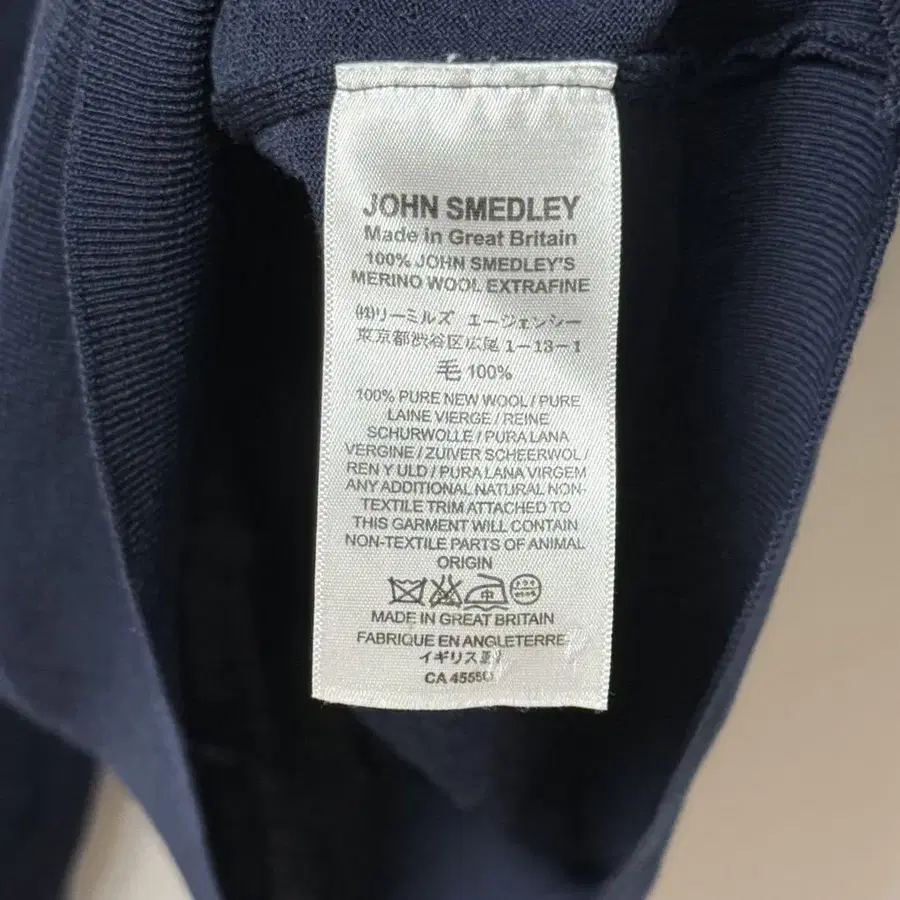 JOHN SMEDLEY
Made in Great Britain
100% JOHN SMEDLEY'S
MERINO WOOL EXTRAFINE
㈱リーミルズ エージェンシー
東京都渋谷区広尾 1-13-1
毛 100%
100% PURE NEW WOOL / PURE
LAINE VIERGE / REINE
SCHURWOLLE / PURA LANA
VERGINE / ZUIVER SCHEERWOL /
REN Y ULD / PURA LANA VIRGEM
ANY ADDITIONAL NATURAL NON-
TEXTILE TRIM ATTACHED TO
THIS GARMENT WILL CONTAIN
NON-TEXTILE PARTS OF ANIMAL
ORIGIN
中
MADE IN GREAT BRITAIN
FABRIQUE EN ANGLETERRE
イギリス
CA